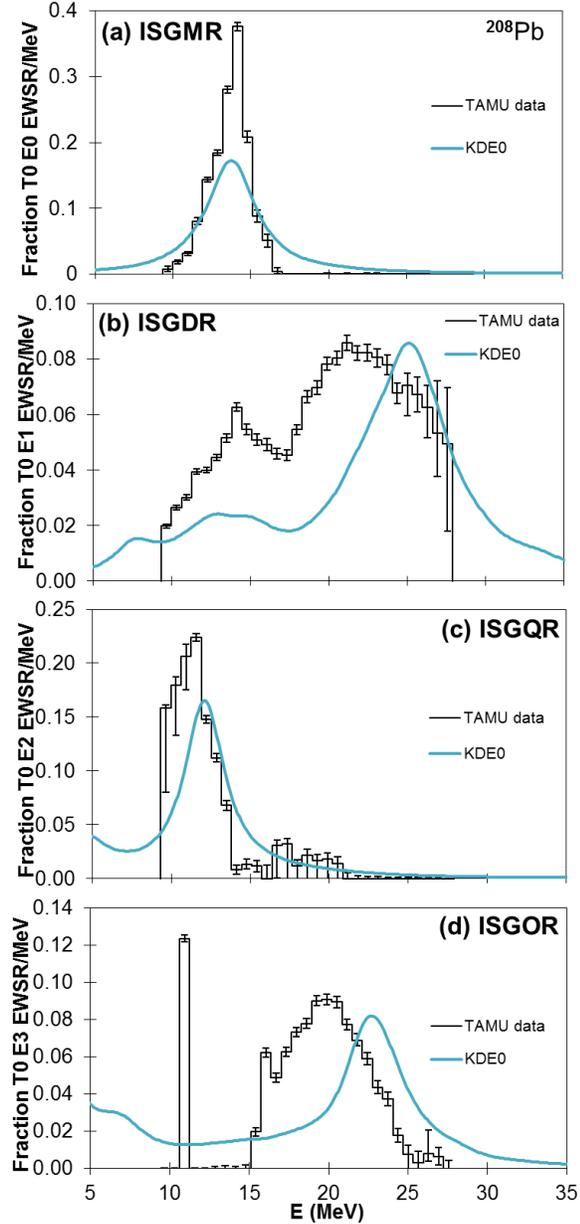 (a) ISGMR
²⁰⁸Pb
Fraction T0 E0 EWSR/MeV
0.4
0.3
0.2
0.1
0
TAMU data
KDE0
(b) ISGDR
Fraction T0 E1 EWSR/MeV
0.10
0.08
0.06
0.04
0.02
0.00
TAMU data
KDE0
(c) ISGQR
Fraction T0 E2 EWSR/MeV
0.25
0.20
0.15
0.10
0.05
0.00
TAMU data
KDE0
(d) ISGOR
Fraction T0 E3 EWSR/MeV
0.14
0.12
0.10
0.08
0.06
0.04
0.02
0.00
TAMU data
KDE0
5 10 15 20 25 30 35
E (MeV)